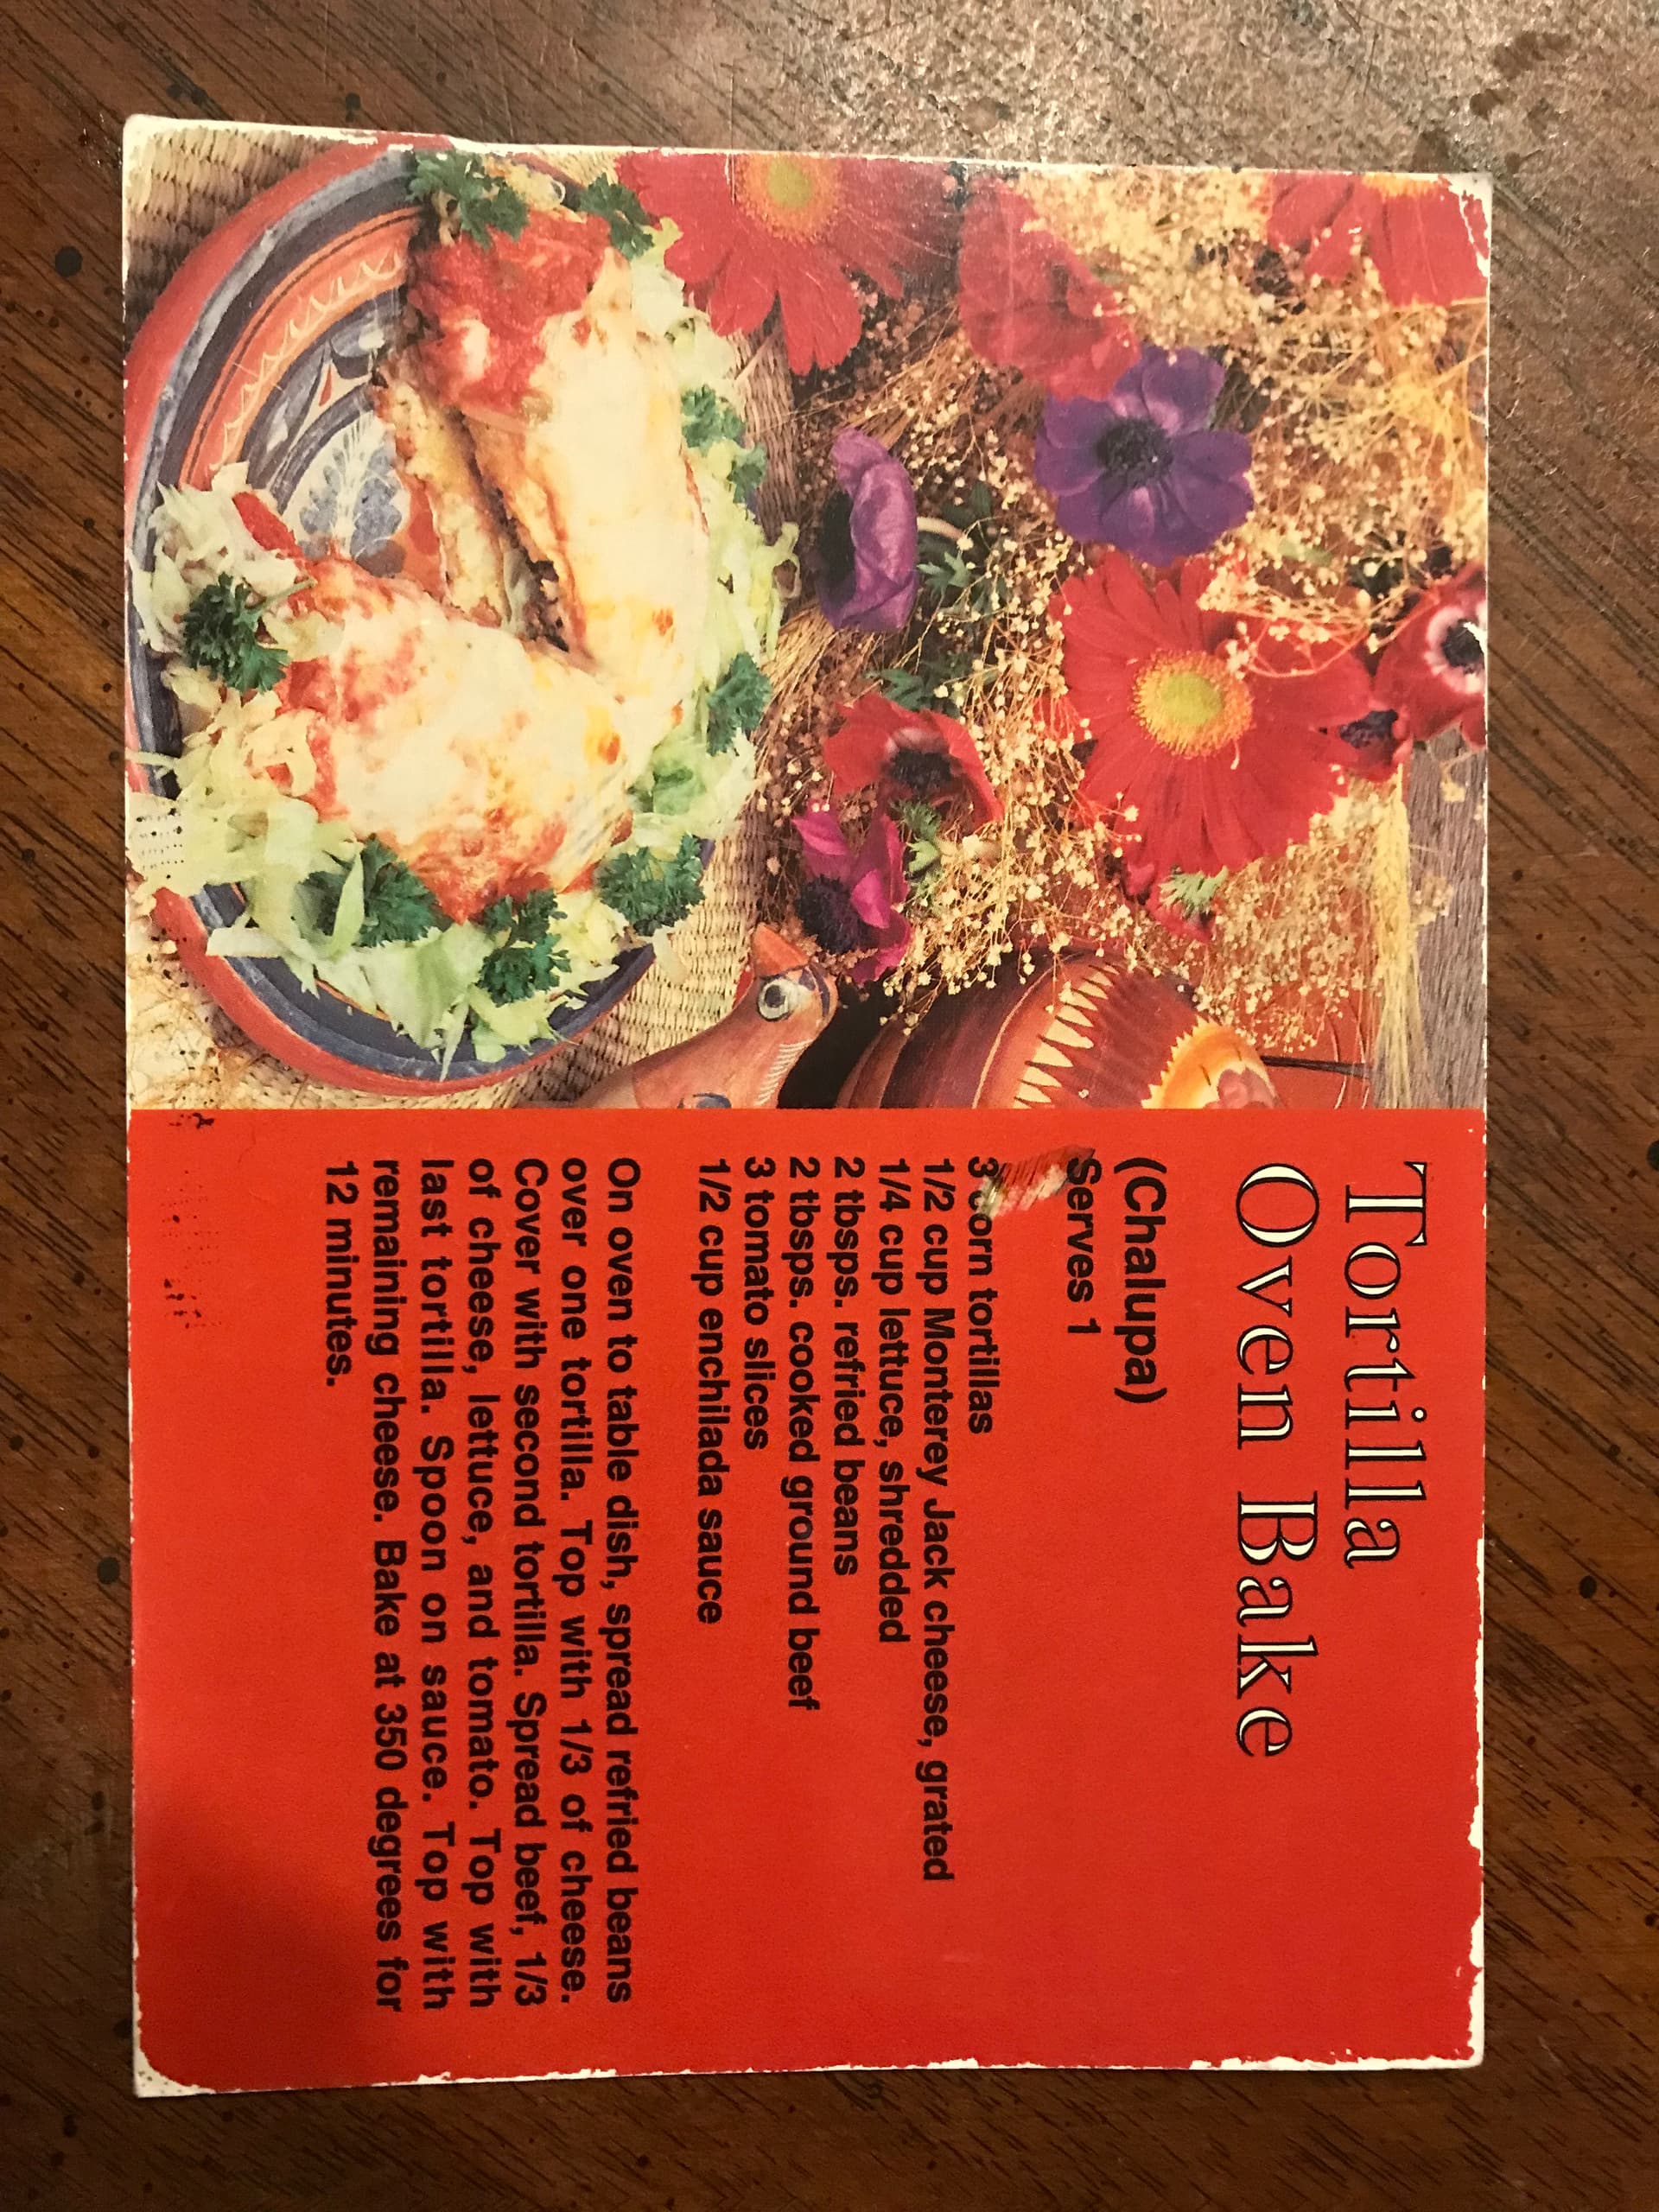 Tortilla
Oven Bake
(Chalupa)
Serves 1
3 corn tortillas
1/2 cup Monterey Jack cheese, grated
1/4 cup lettuce, shredded
2 tbsps. refried beans
2 tbsps. cooked ground beef
3 tomato slices
1/2 cup enchilada sauce
On oven to table dish, spread refried beans
over one tortilla. Top with 1/3 of cheese.
Cover with second tortilla. Spread beef, 1/3
of cheese, lettuce, and tomato. Top with
last tortilla. Spoon on sauce. Top with
remaining cheese. Bake at 350 degrees for
12 minutes.